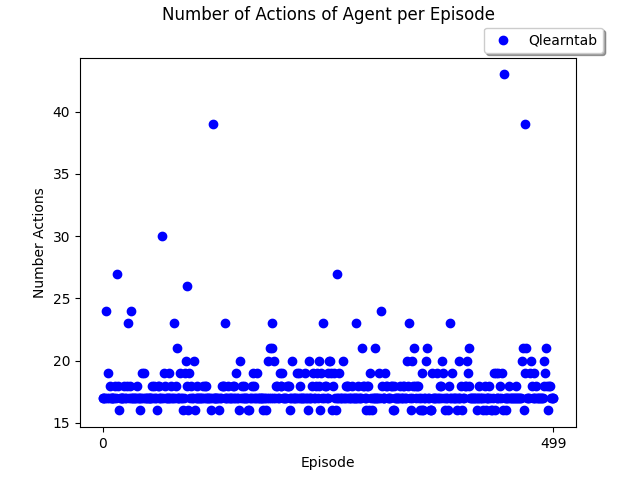 Number of Actions of Agent per Episode
Qlearntab
40
35
30
25
20
15
Number Actions
0
499
Episode